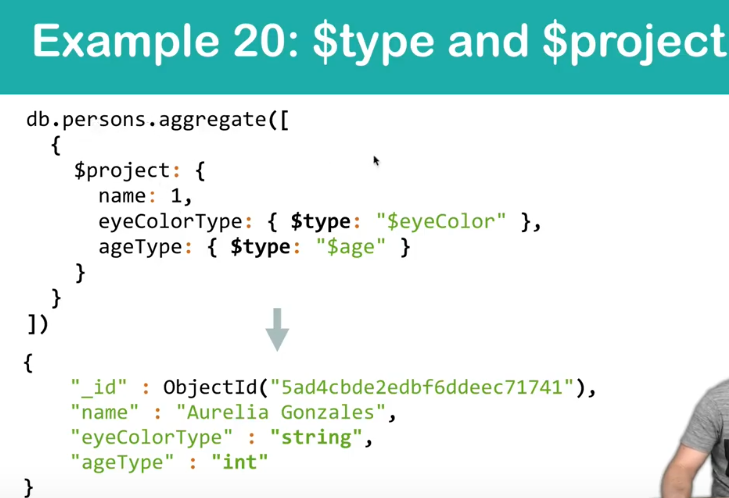 Example 20: $type and $project
db.persons.aggregate([
{
$project: {
name: 1,
eyeColorType: { $type: "$eyeColor" },
ageType: { $type: "$age" }
}
}
])
{
"_id" : ObjectId("5ad4cbde2edbf6ddeec71741"),
"name" : "Aurelia Gonzales",
"eyeColorType" : "string",
"ageType" : "int"
}